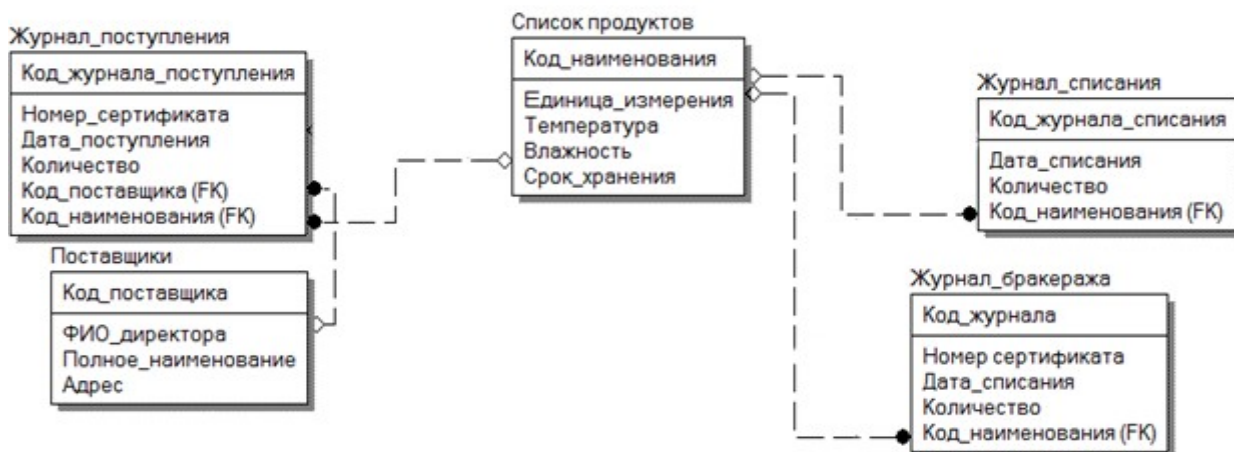 Журнал_поступления
Код_журнала_поступления
Номер_сертификата
Дата_поступления
Количество
Код_поставщика (FK)
Код_наименования (FK)
Поставщики
Код_поставщика
ФИО_директора
Полное_наименование
Адрес
Список продуктов
Код_наименования
Единица_измерения
Температура
Влажность
Срок_хранения
Журнал_списания
Код_журнала_списания
Дата_списания
Количество
Код_наименования (FK)
Журнал_бракеража
Код_журнала
Номер сертификата
Дата_списания
Количество
Код_наименования (FK)